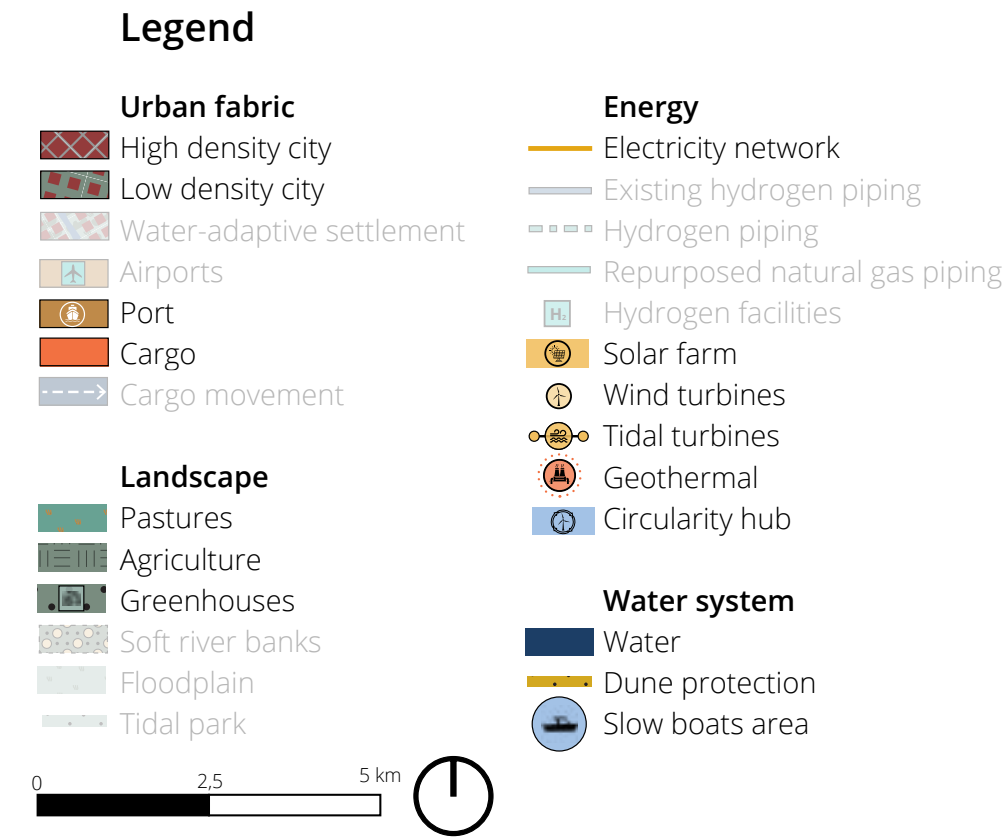 Legend
Urban fabric
High density city
Low density city
Water-adaptive settlement
Airports
Port
Cargo
Cargo movement
Landscape
Pastures
Agriculture
Greenhouses
Soft river banks
Floodplain
Tidal park
0 2,5 5 km
Energy
Electricity network
Existing hydrogen piping
Hydrogen piping
Repurposed natural gas piping
H₂ Hydrogen facilities
Solar farm
Wind turbines
Tidal turbines
Geothermal
Circularity hub
Water system
Water
Dune protection
Slow boats area